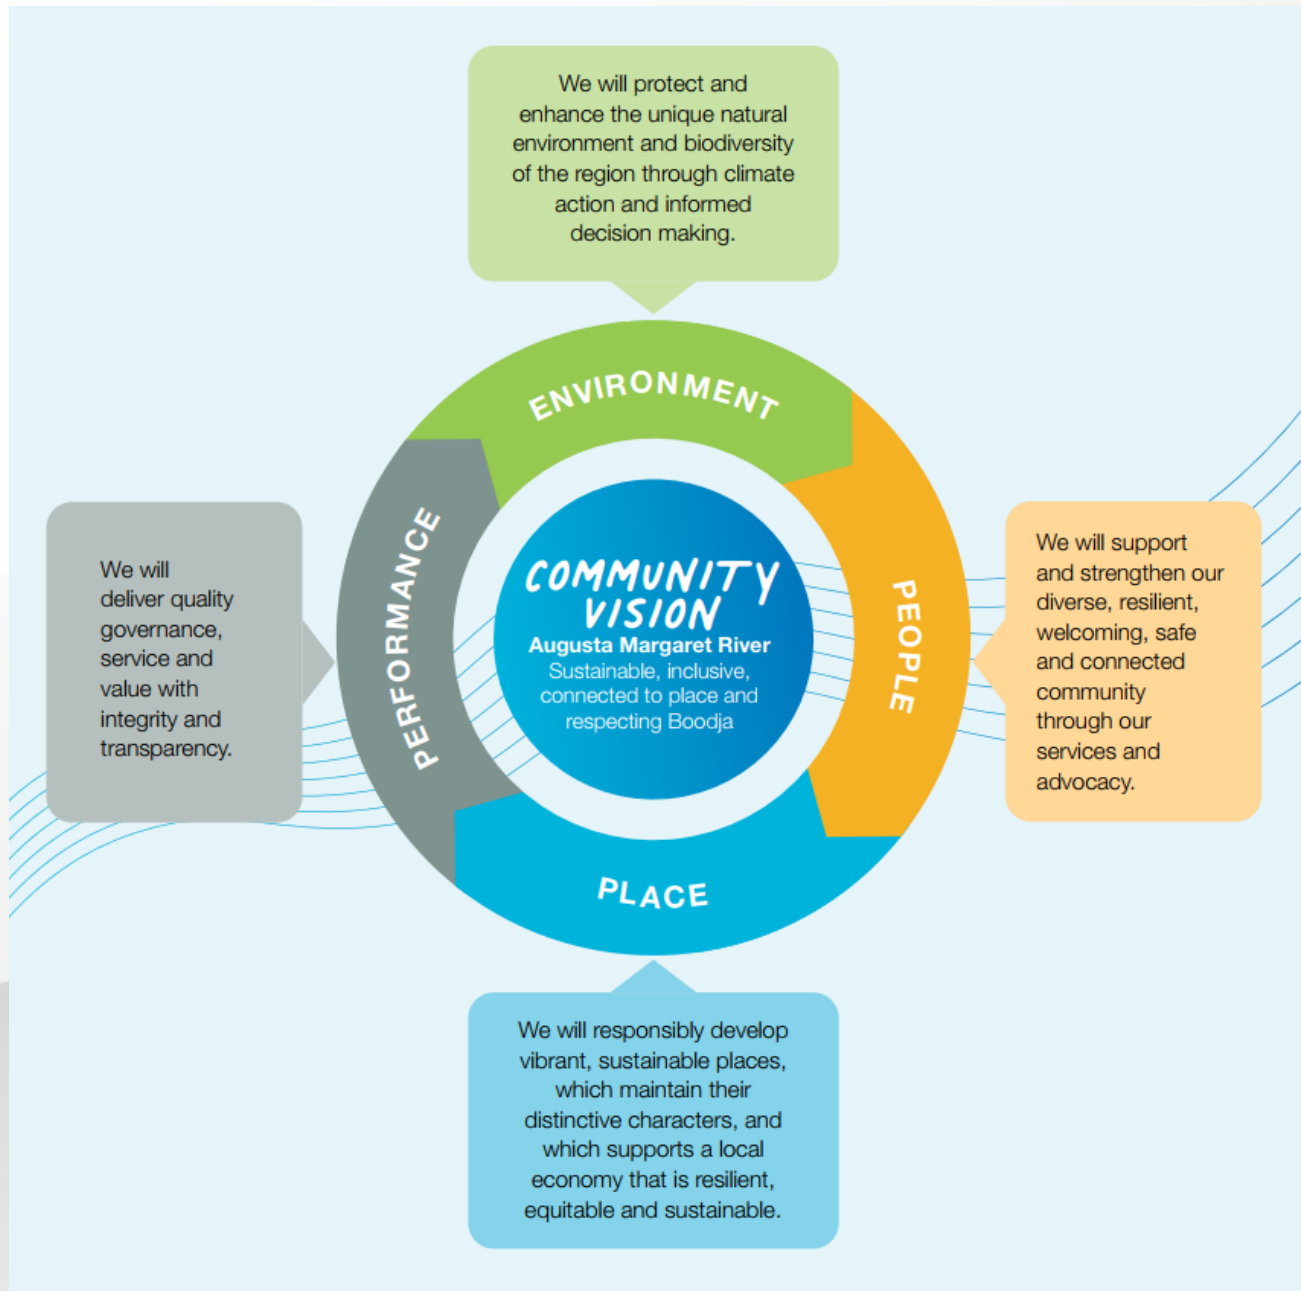 We will protect and
enhance the unique natural
environment and biodiversity
of the region through climate
action and informed
decision making.
ENVIRONMENT
PEOPLE
We will support
and strengthen our
diverse, resilient,
welcoming, safe
and connected
community
through our
services and
advocacy.
PLACE
We will responsibly develop
vibrant, sustainable places,
which maintain their
distinctive characters, and
which supports a local
economy that is resilient,
equitable and sustainable.
PERFORMANCE
We will
deliver quality
governance,
service and
value with
integrity and
transparency.
COMMUNITY
VISION
Augusta Margaret River
Sustainable, inclusive,
connected to place and
respecting Boodja